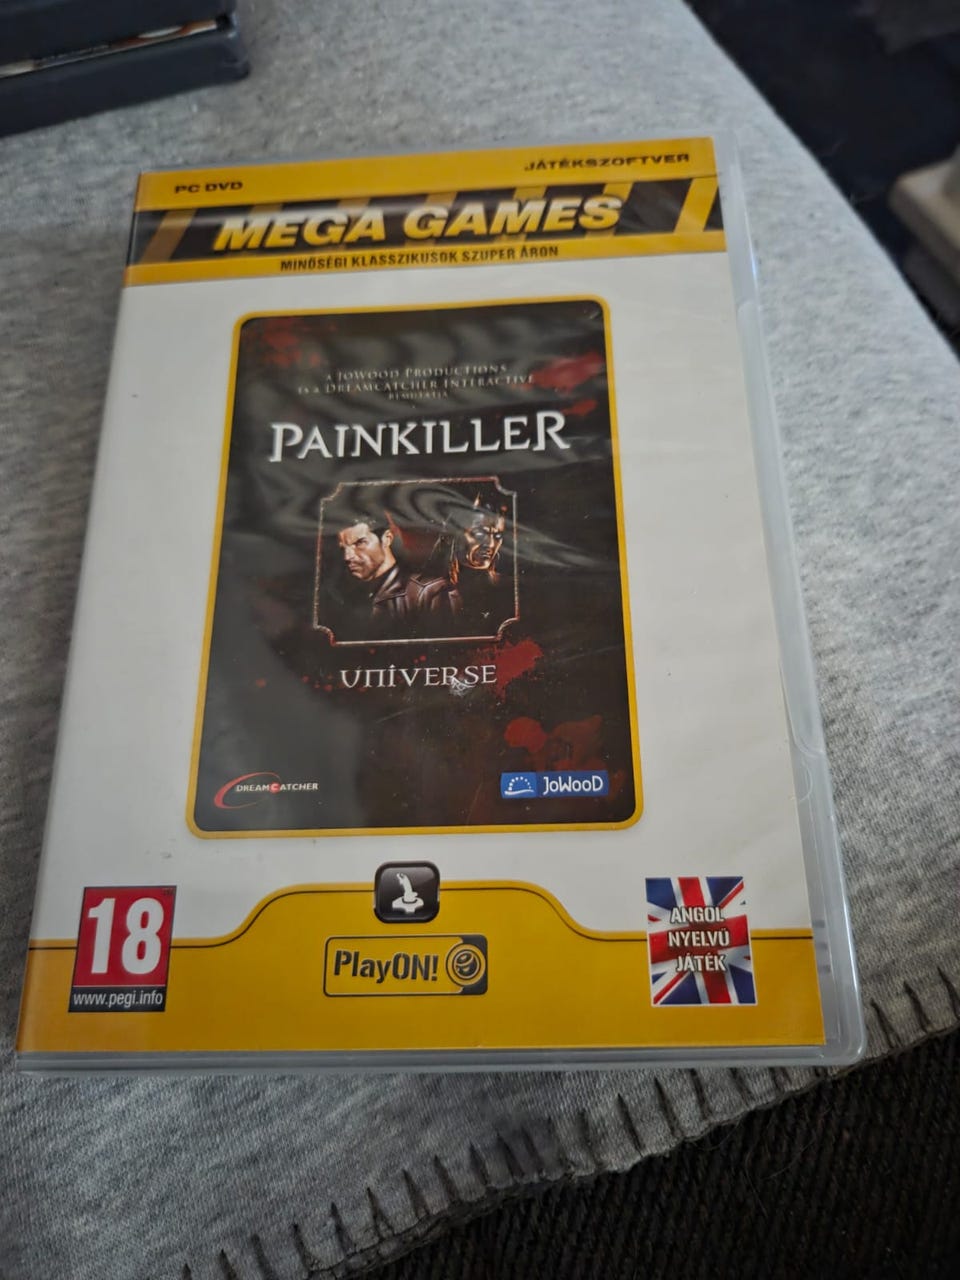 PC DVD
JÁTÉKSZOFTVER
MEGA GAMES
MINŐSÉGI KLASSZIKUSOK SZUPER ÁRON
A JOWOOD PRODUCTIONS
ÉS A DREAMCATCHER INTERACTIVE
BEMUTATJA
PAINKILLER
UNIVERSE
DREAMCATCHER
JoWooD
18
www.pegi.info
PlayON!
ANGOL
NYELVŰ
JÁTÉK